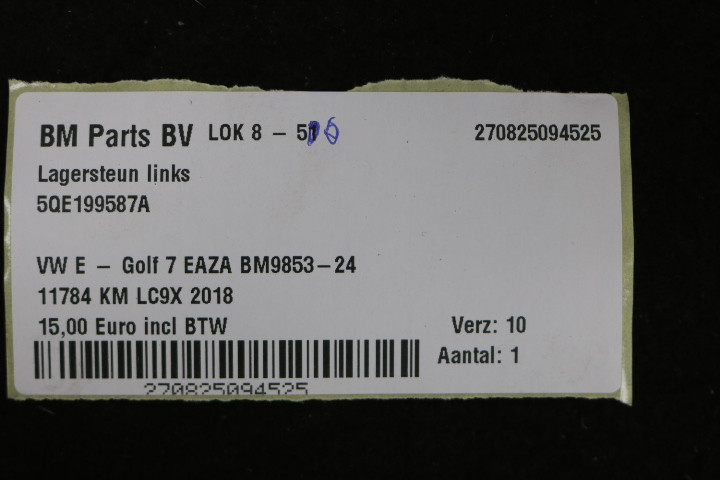 BM Parts BV LOK 8 - 5 270825094525
Lagersteun links
5QE199587A
VW E - Golf 7 EAZA BM9853-24
11784 KM LC9X 2018
15,00 Euro incl BTW Verz: 10
Aantal: 1
270825094525